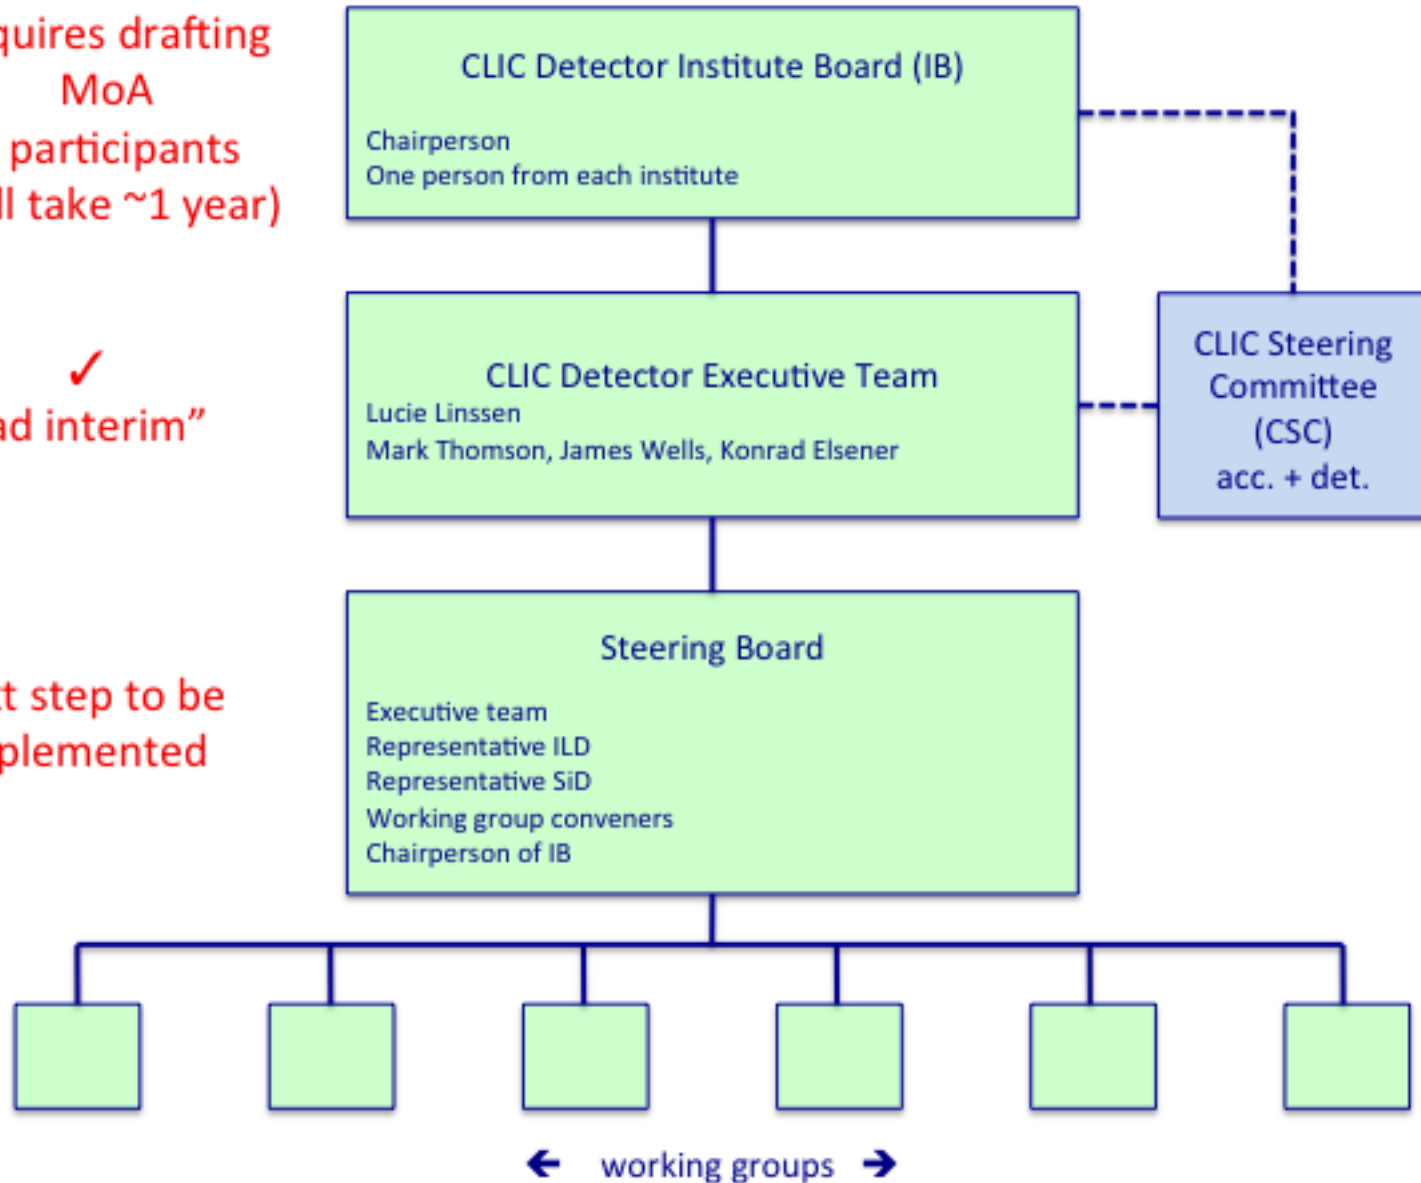 quires drafting
MoA
participants
ll take ~1 year)
CLIC Detector Institute Board (IB)
Chairperson
One person from each institute
✓
ad interim”
CLIC Detector Executive Team
Lucie Linssen
Mark Thomson, James Wells, Konrad Elsener
CLIC Steering
Committee
(CSC)
acc. + det.
t step to be
plemented
Steering Board
Executive team
Representative ILD
Representative SiD
Working group conveners
Chairperson of IB
← working groups →